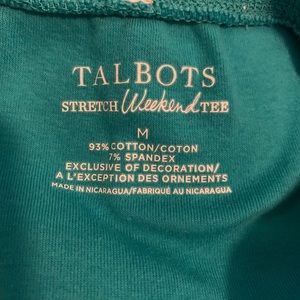 TALBOTS
STRETCH Weekend TEE
M
93% COTTON/COTON
7% SPANDEX
EXCLUSIVE OF DECORATION/
A L'EXCEPTION DES ORNEMENTS
MADE IN NICARAGUA/FABRIQUÉ AU NICARAGUA